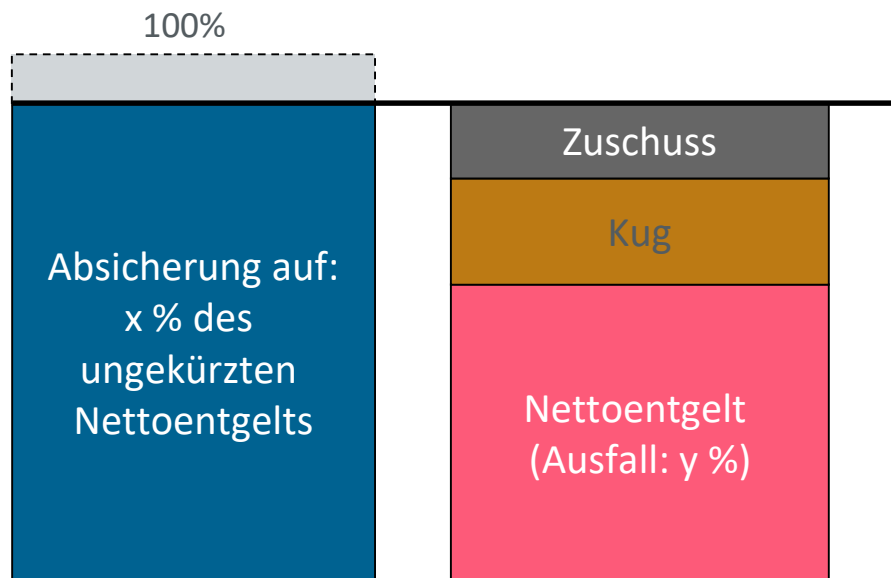 100%
Absicherung auf:
x % des
ungekürzten
Nettoentgelts
Zuschuss
Kug
Nettoentgelt
(Ausfall: y %)